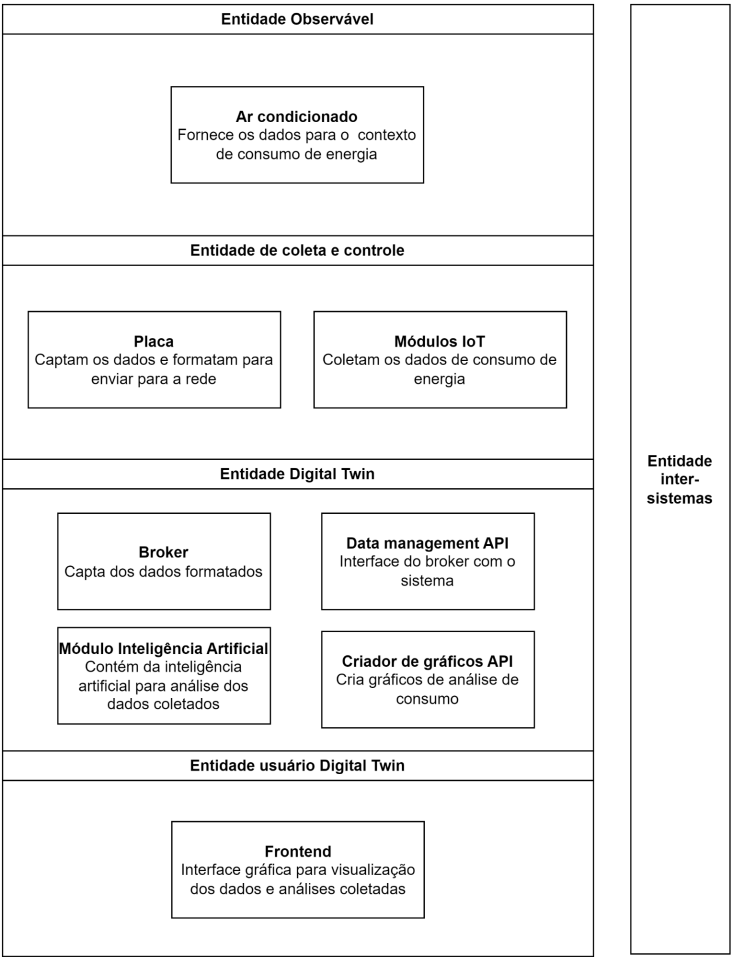 Entidade Observável
Ar condicionado
Fornece os dados para o contexto
de consumo de energia
Entidade de coleta e controle
Placa
Captam os dados e formatam para
enviar para a rede
Módulos IoT
Coletam os dados de consumo de
energia
Entidade Digital Twin
Broker
Capta dos dados formatados
Data management API
Interface do broker com o
sistema
Módulo Inteligência Artificial
Contém da inteligência
artificial para análise dos
dados coletados
Criador de gráficos API
Cria gráficos de análise de
consumo
Entidade usuário Digital Twin
Frontend
Interface gráfica para visualização
dos dados e análises coletadas
Entidade
inter-
sistemas